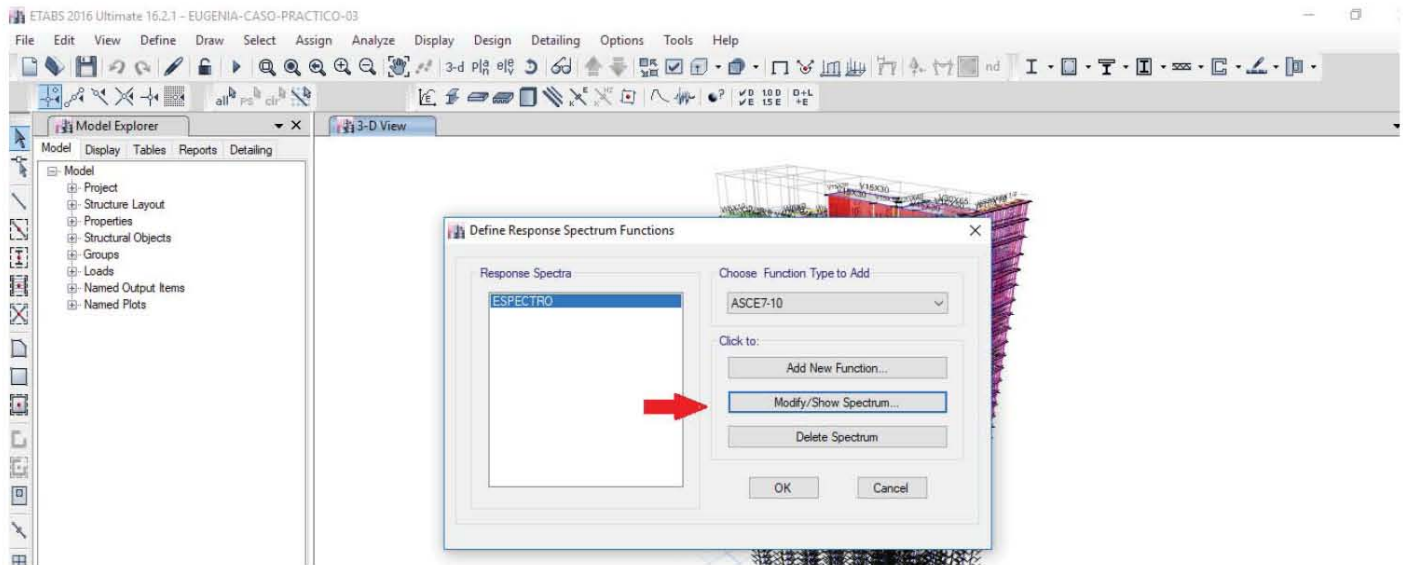 ETABS 2016 Ultimate 16.2.1 - EUGENIA-CASO-PRACTICO-03
File Edit View Define Draw Select Assign Analyze Display Design Detailing Options Tools Help
3-d
nd
all
Model Explorer
3-D View
Model Display Tables Reports Detailing
Model
Project
Structure Layout
Properties
Structural Objects
Groups
Loads
Named Output Items
Named Plots
Define Response Spectrum Functions
Response Spectra
ESPECTRO
Choose Function Type to Add
ASCE7-10
Click to:
Add New Function...
Modify/Show Spectrum...
Delete Spectrum
OK Cancel